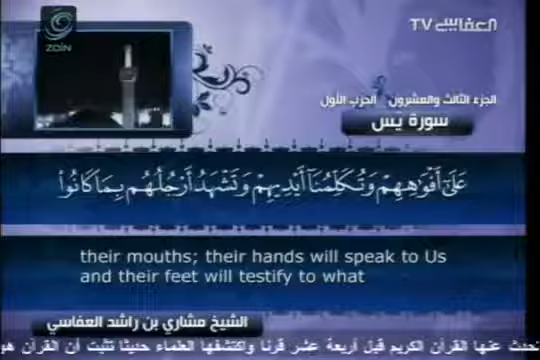 ZOIN
العفاسي TV
الجزء الثالث والعشرون الحزب الأول
سورة يس
عَلَىٰٓ أَفْوَٰهِهِمْ وَتُكَلِّمُنَآ أَيْدِيهِمْ وَتَشْهَدُ أَرْجُلُهُم بِمَا كَانُوا۟
their mouths; their hands will speak to Us
and their feet will testify to what
الشيخ مشاري بن راشد العفاسي
تحدث عنها القرآن الكريم قبل أربعة عشر قرنا واكتشفها العلماء حديثا تثبت أن القرآن هو